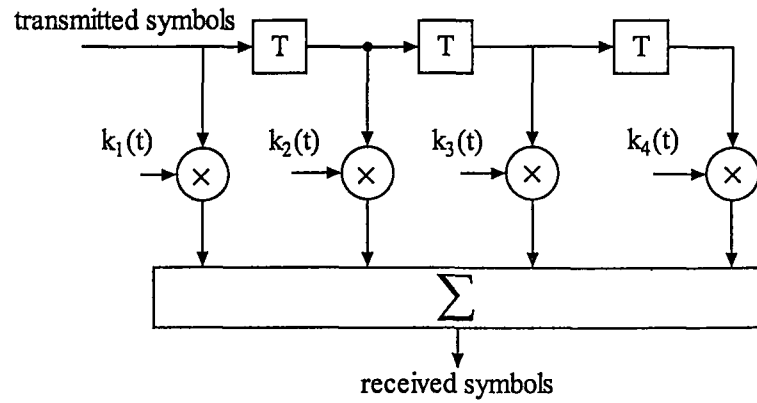 transmitted symbols
T
T
T
k1(t)
k2(t)
k3(t)
k4(t)
×
×
×
×
Σ
received symbols